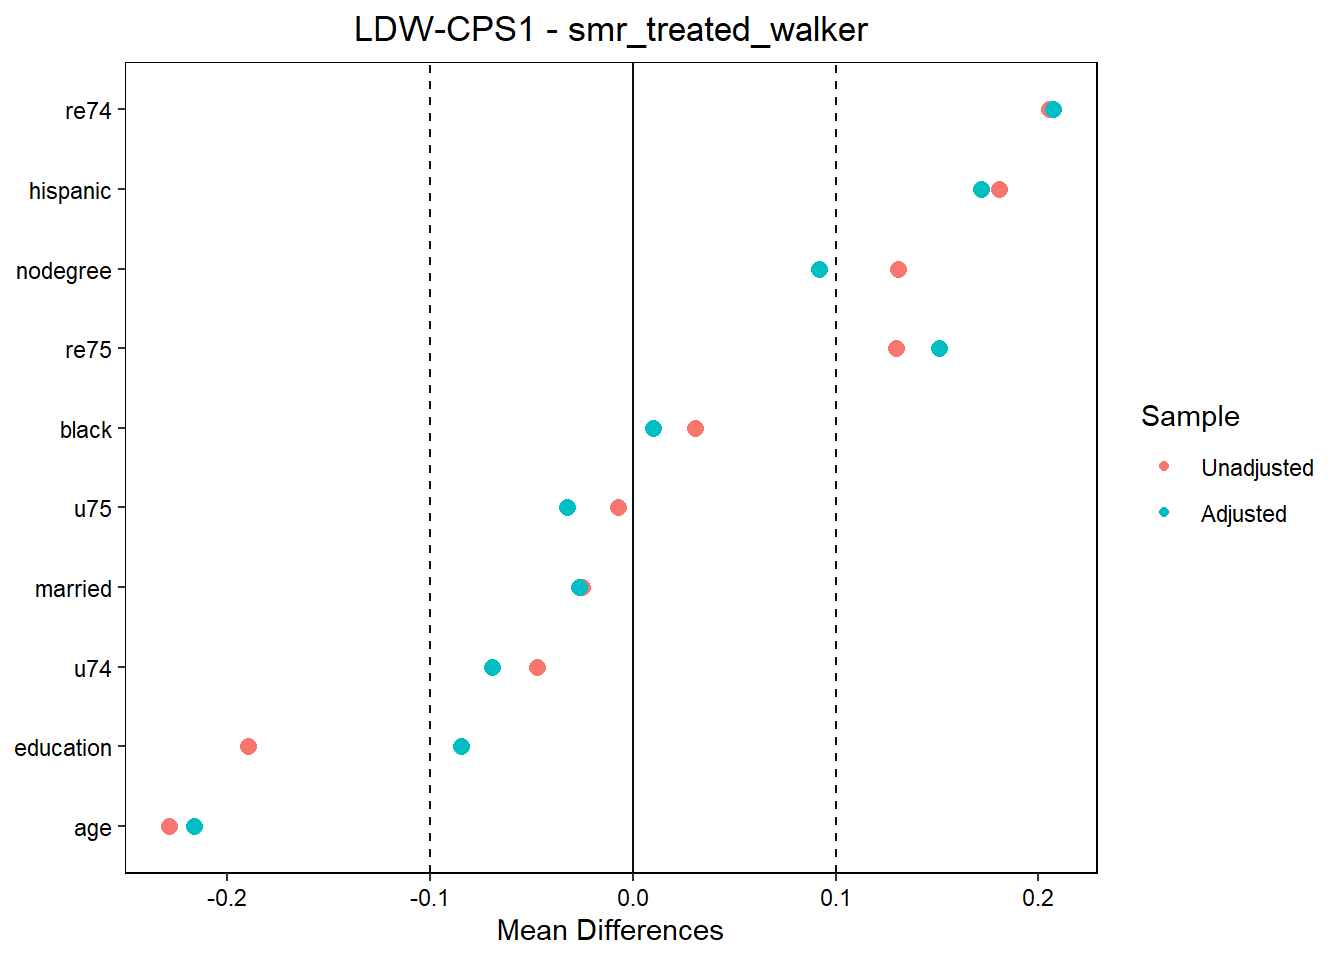 LDW-CPS1 - smr_treated_walker
re74
hispanic
nodegree
re75
black
u75
married
u74
education
age
-0.2 -0.1 0.0 0.1 0.2
Mean Differences
Sample
Unadjusted
Adjusted